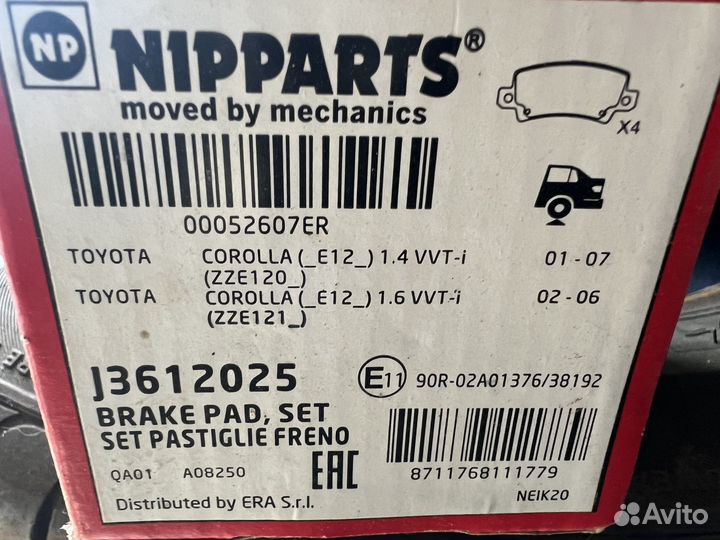 NP NIPPARTS®
moved by mechanics
X4
00052607ER
TOYOTA COROLLA (_E12_) 1.4 VVT-i 01 - 07
(ZZE120_)
TOYOTA COROLLA (_E12_) 1.6 VVT-i 02 - 06
(ZZE121_)
J3612025
E11 90R-02A01376/38192
BRAKE PAD, SET
SET PASTIGLIE FRENO
QA01 A08250
EAC
8711768111779
Distributed by ERA S.r.l.
NEIK20
Avito